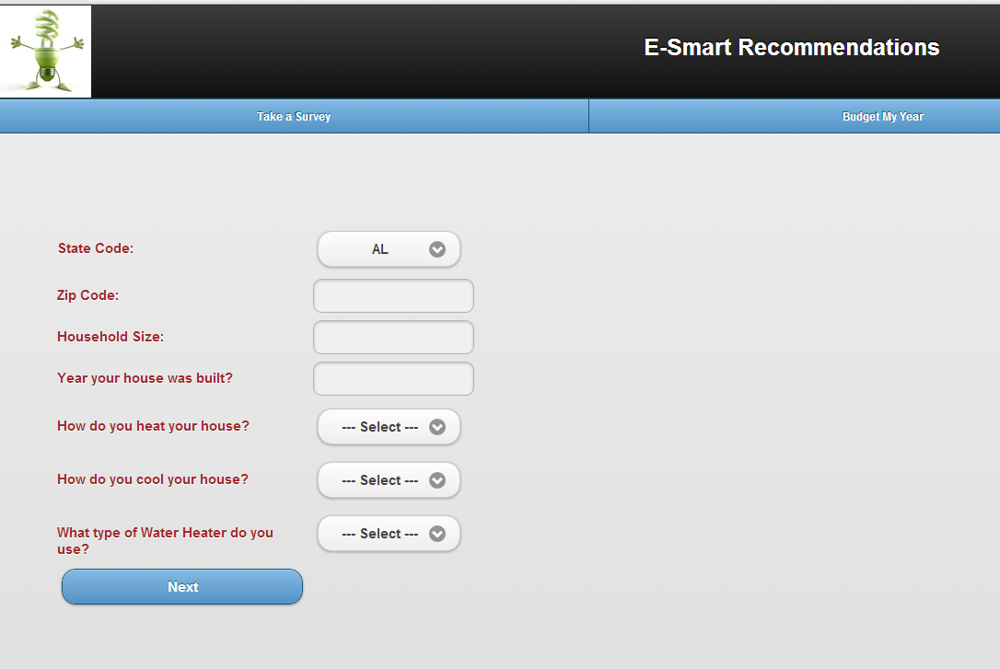 E-Smart Recommendations
Take a Survey
Budget My Year
State Code:
AL
Zip Code:
Household Size:
Year your house was built?
How do you heat your house?
--- Select ---
How do you cool your house?
--- Select ---
What type of Water Heater do you
use?
--- Select ---
Next